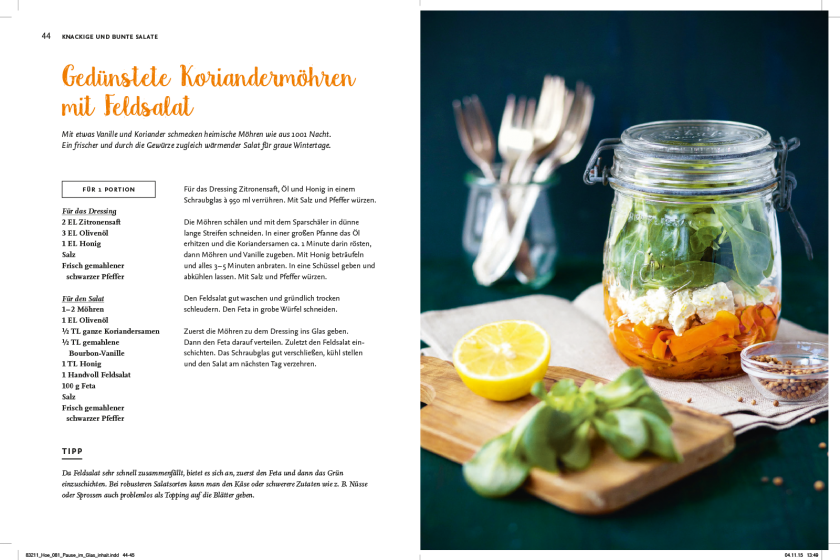 44 KNACKIGE UND BUNTE SALATE
Gedünstete Koriandermöhren
mit Feldsalat
Mit etwas Vanille und Koriander schmecken heimische Möhren wie aus 1001 Nacht.
Ein frischer und durch die Gewürze zugleich wärmender Salat für graue Wintertage.
FÜR 1 PORTION
Für das Dressing
2 EL Zitronensaft
3 EL Olivenöl
1 EL Honig
Salz
Frisch gemahlener
schwarzer Pfeffer
Für den Salat
1–2 Möhren
1 EL Olivenöl
½ TL ganze Koriandersamen
½ TL gemahlene
Bourbon-Vanille
1 TL Honig
1 Handvoll Feldsalat
100 g Feta
Salz
Frisch gemahlener
schwarzer Pfeffer
Für das Dressing Zitronensaft, Öl und Honig in einem
Schraubglas à 950 ml verrühren. Mit Salz und Pfeffer würzen.
Die Möhren schälen und mit dem Sparschäler in dünne
lange Streifen schneiden. In einer großen Pfanne das Öl
erhitzen und die Koriandersamen ca. 1 Minute darin rösten,
dann Möhren und Vanille zugeben. Mit Honig beträufeln
und alles 3–5 Minuten anbraten. In eine Schüssel geben und
abkühlen lassen. Mit Salz und Pfeffer würzen.
Den Feldsalat gut waschen und gründlich trocken
schleudern. Den Feta in grobe Würfel schneiden.
Zuerst die Möhren zu dem Dressing ins Glas geben.
Dann den Feta darauf verteilen. Zuletzt den Feldsalat ein-
schichten. Das Schraubglas gut verschließen, kühl stellen
und den Salat am nächsten Tag verzehren.
TIPP
Da Feldsalat sehr schnell zusammenfällt, bietet es sich an, zuerst den Feta und dann das Grün
einzuschichten. Bei robusteren Salatsorten kann man den Käse oder schwerere Zutaten wie z. B. Nüsse
oder Sprossen auch problemlos als Topping auf die Blätter geben.
83211_Hoe_001_Pause_im_Glas_inhalt.indd 44-45
04.11.15 13:49